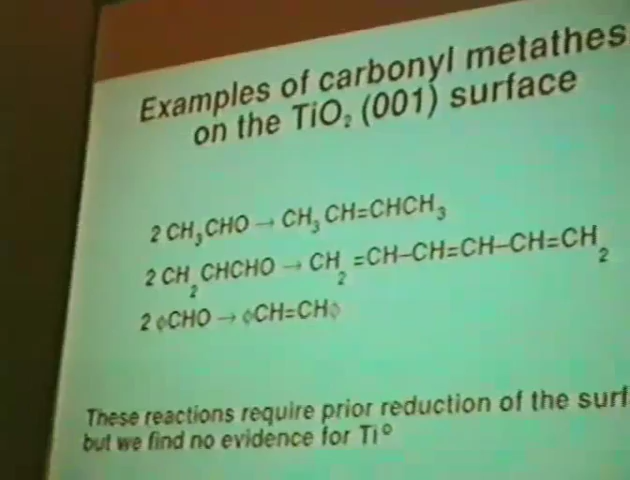 Examples of carbonyl metathes
on the TiO₂ (001) surface
2 CH₃CHO → CH₃ CH=CHCH₃
2 CH₂CHCHO → CH₂ =CH–CH=CH–CH=CH₂
2 ϕCHO → ϕCH=CHϕ
These reactions require prior reduction of the surf
but we find no evidence for Ti°